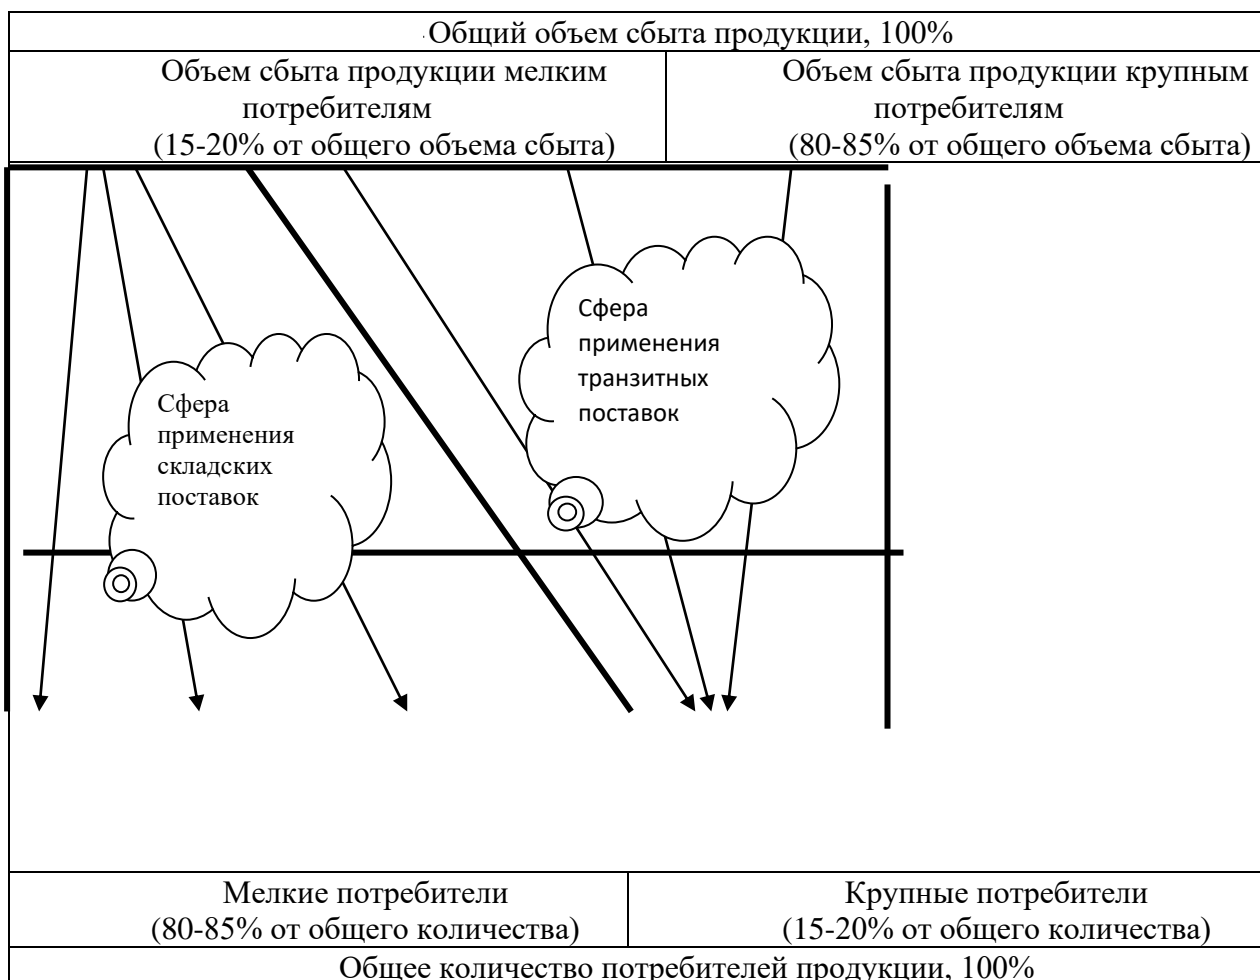 Общий объем сбыта продукции, 100%
Объем сбыта продукции мелким
потребителям
(15-20% от общего объема сбыта)
Объем сбыта продукции крупным
потребителям
(80-85% от общего объема сбыта)
Сфера
применения
транзитных
поставок
Сфера
применения
складских
поставок
Мелкие потребители
(80-85% от общего количества)
Крупные потребители
(15-20% от общего количества)
Общее количество потребителей продукции, 100%